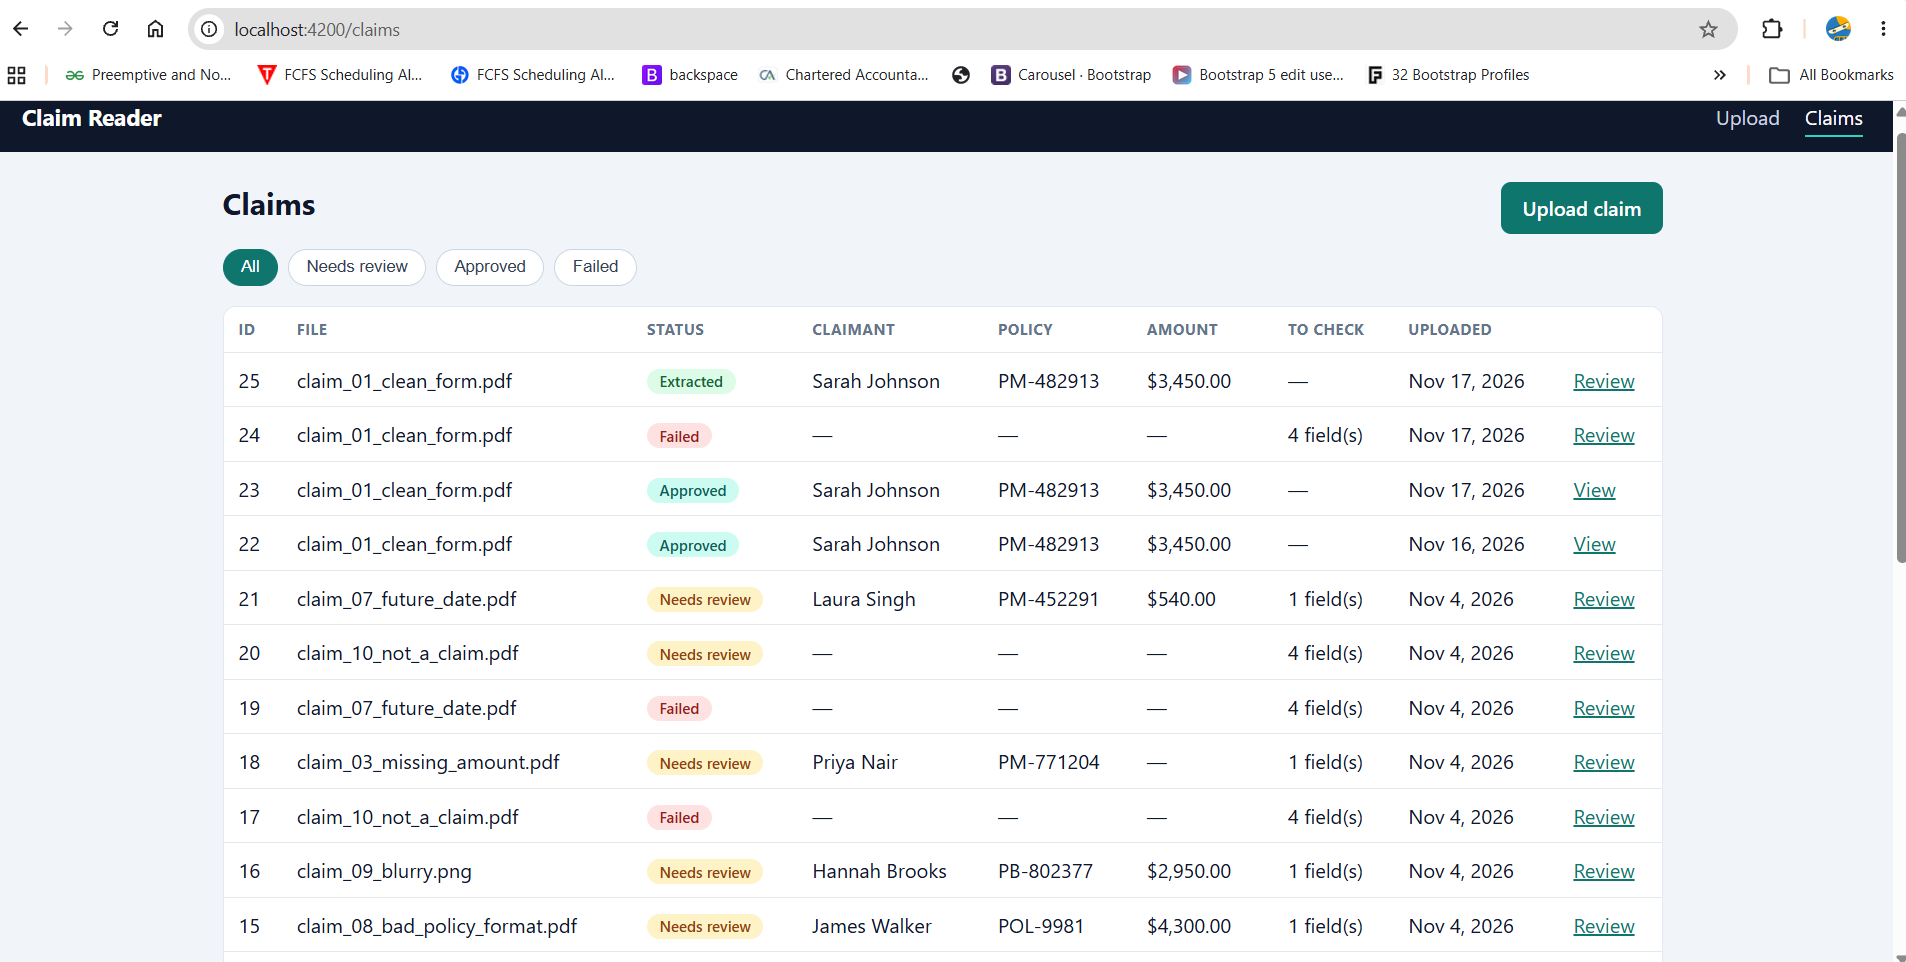 localhost:4200/claims
Preemptive and No... FCFS Scheduling Al... FCFS Scheduling Al... backspace Chartered Accounta... Carousel · Bootstrap Bootstrap 5 edit use... 32 Bootstrap Profiles » All Bookmarks
Claim Reader Upload Claims
Claims Upload claim
All Needs review Approved Failed
ID FILE STATUS CLAIMANT POLICY AMOUNT TO CHECK UPLOADED
25 claim_01_clean_form.pdf Extracted Sarah Johnson PM-482913 $3,450.00 — Nov 17, 2026 Review
24 claim_01_clean_form.pdf Failed — — — 4 field(s) Nov 17, 2026 Review
23 claim_01_clean_form.pdf Approved Sarah Johnson PM-482913 $3,450.00 — Nov 17, 2026 View
22 claim_01_clean_form.pdf Approved Sarah Johnson PM-482913 $3,450.00 — Nov 16, 2026 View
21 claim_07_future_date.pdf Needs review Laura Singh PM-452291 $540.00 1 field(s) Nov 4, 2026 Review
20 claim_10_not_a_claim.pdf Needs review — — — 4 field(s) Nov 4, 2026 Review
19 claim_07_future_date.pdf Failed — — — 4 field(s) Nov 4, 2026 Review
18 claim_03_missing_amount.pdf Needs review Priya Nair PM-771204 — 1 field(s) Nov 4, 2026 Review
17 claim_10_not_a_claim.pdf Failed — — — 4 field(s) Nov 4, 2026 Review
16 claim_09_blurry.png Needs review Hannah Brooks PB-802377 $2,950.00 1 field(s) Nov 4, 2026 Review
15 claim_08_bad_policy_format.pdf Needs review James Walker POL-9981 $4,300.00 1 field(s) Nov 4, 2026 Review